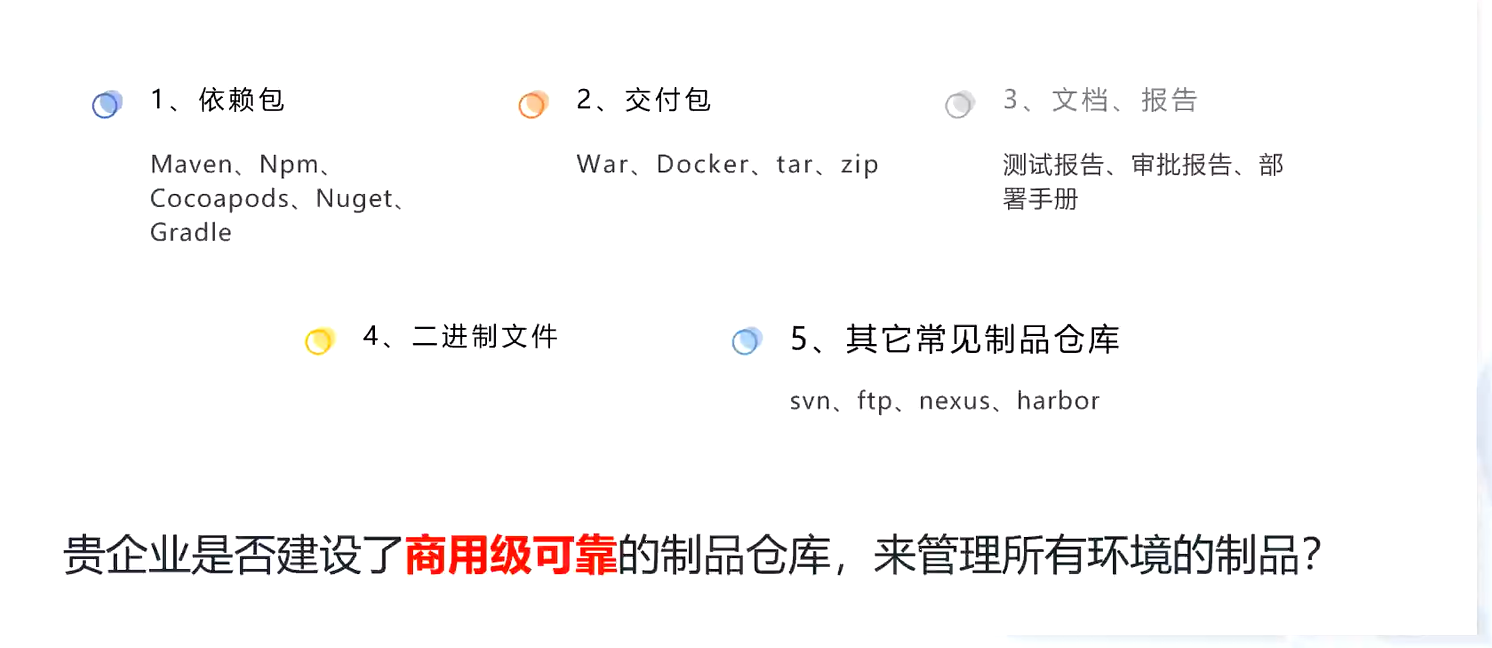 1、依赖包
Maven、Npm、
Cocoapods、Nuget、
Gradle
2、交付包
War、Docker、tar、zip
3、文档、报告
测试报告、审批报告、部
署手册
4、二进制文件
5、其它常见制品仓库
svn、ftp、nexus、harbor
贵企业是否建设了商用级可靠的制品仓库，来管理所有环境的制品？